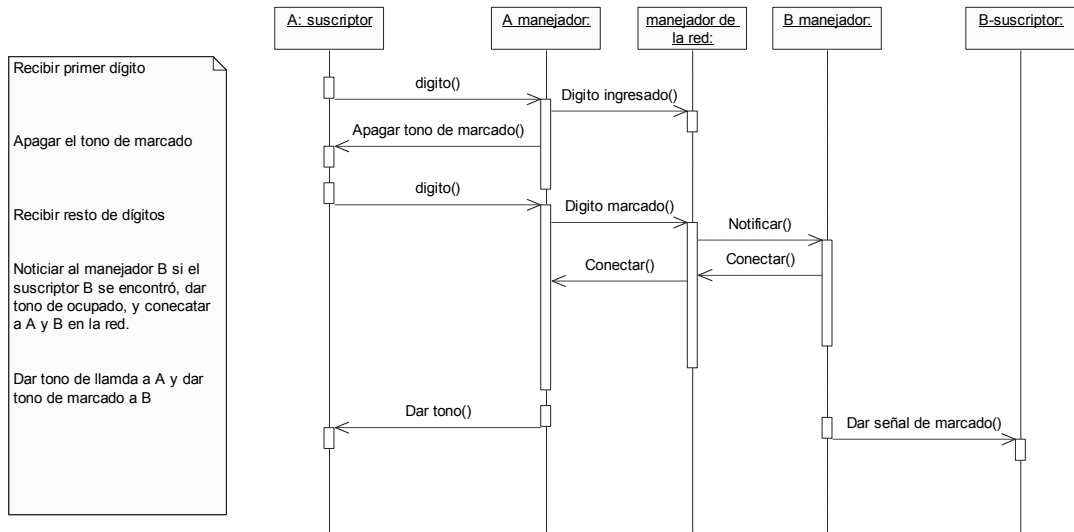 A: suscriptor
A manejador:
manejador de
la red:
B manejador:
B-suscriptor:
Recibir primer dígito
Apagar el tono de marcado
Recibir resto de dígitos
Noticiar al manejador B si el
suscriptor B se encontró, dar
tono de ocupado, y conecatar
a A y B en la red.
Dar tono de llamda a A y dar
tono de marcado a B
digito()
Digito ingresado()
Apagar tono de marcado()
digito()
Digito marcado()
Notificar()
Conectar()
Conectar()
Dar tono()
Dar señal de marcado()